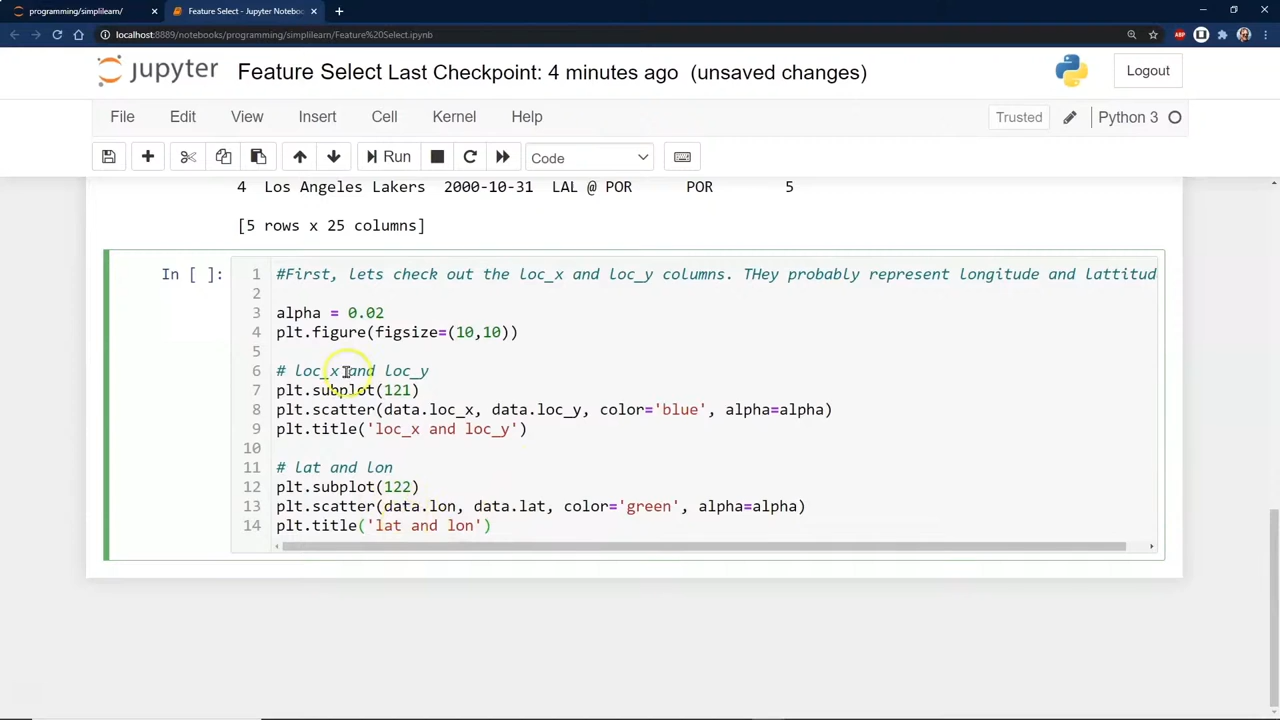 programming/simplilearn/ Feature Select - Jupyter Noteboo
localhost:8889/notebooks/programming/simplilearn/Feature%20Select.ipynb ABP
jupyter Feature Select Last Checkpoint: 4 minutes ago (unsaved changes) Logout
File Edit View Insert Cell Kernel Help Trusted Python 3
Run Code
4 Los Angeles Lakers 2000-10-31 LAL @ POR POR 5
[5 rows x 25 columns]
In [ ]: 1 #First, lets check out the loc_x and loc_y columns. THey probably represent longitude and lattitud
2
3 alpha = 0.02
4 plt.figure(figsize=(10,10))
5
6 # loc_x and loc_y
7 plt.subplot(121)
8 plt.scatter(data.loc_x, data.loc_y, color='blue', alpha=alpha)
9 plt.title('loc_x and loc_y')
10
11 # lat and lon
12 plt.subplot(122)
13 plt.scatter(data.lon, data.lat, color='green', alpha=alpha)
14 plt.title('lat and lon')